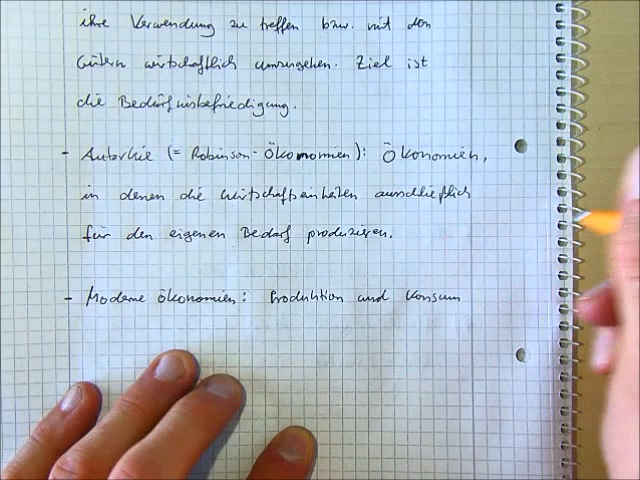 ihre Verwendung zu treffen bzw. mit den
Gütern wirtschaftlich umzugehen. Ziel ist
die Bedürfnisbefriedigung.
- Autarkie (= Robinson-Ökonomien): Ökonomien,
in denen die Wirtschaftseinheiten ausschließlich
für den eigenen Bedarf produzieren.
- Moderne Ökonomien: Produktion und Konsum